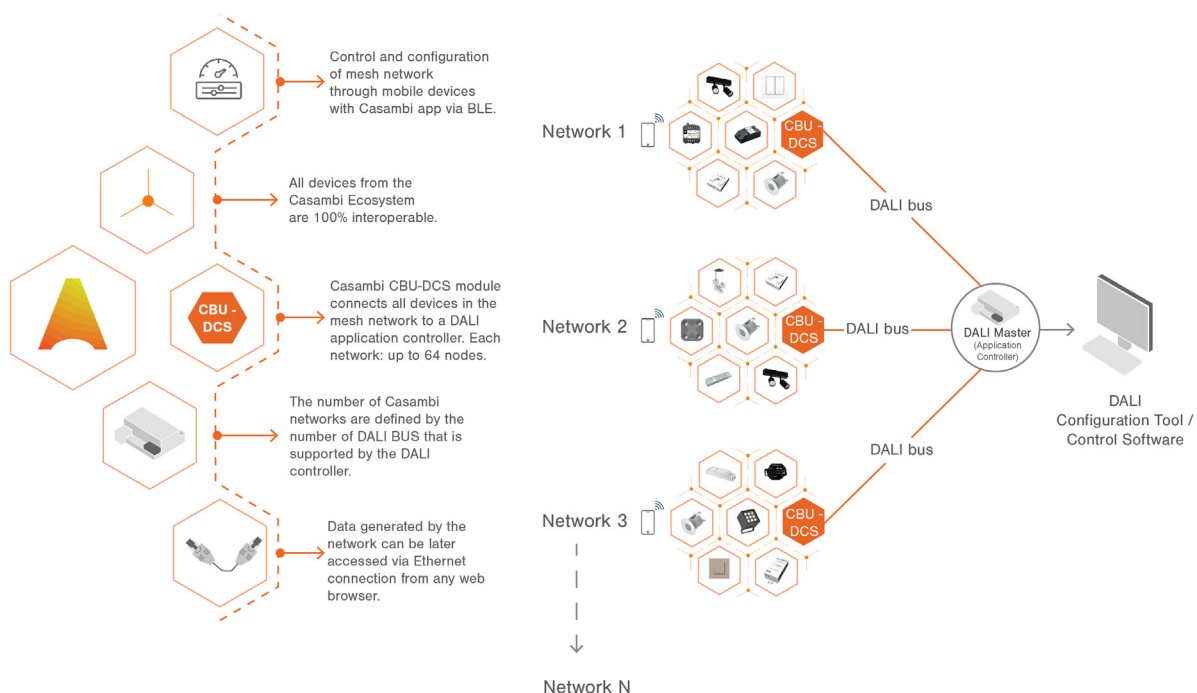 Control and configuration
of mesh network
through mobile devices
with Casambi app via BLE.
All devices from the
Casambi Ecosystem
are 100% interoperable.
CBU -
DCS
Casambi CBU-DCS module
connects all devices in the
mesh network to a DALI
application controller. Each
network: up to 64 nodes.
The number of Casambi
networks are defined by the
number of DALI BUS that is
supported by the DALI
controller.
Data generated by the
network can be later
accessed via Ethernet
connection from any web
browser.
Network 1
CBU -
DCS
DALI bus
Network 2
CBU -
DCS
DALI bus
Network 3
CBU -
DCS
DALI bus
Network N
DALI Master
(Application
Controller)
DALI
Configuration Tool /
Control Software